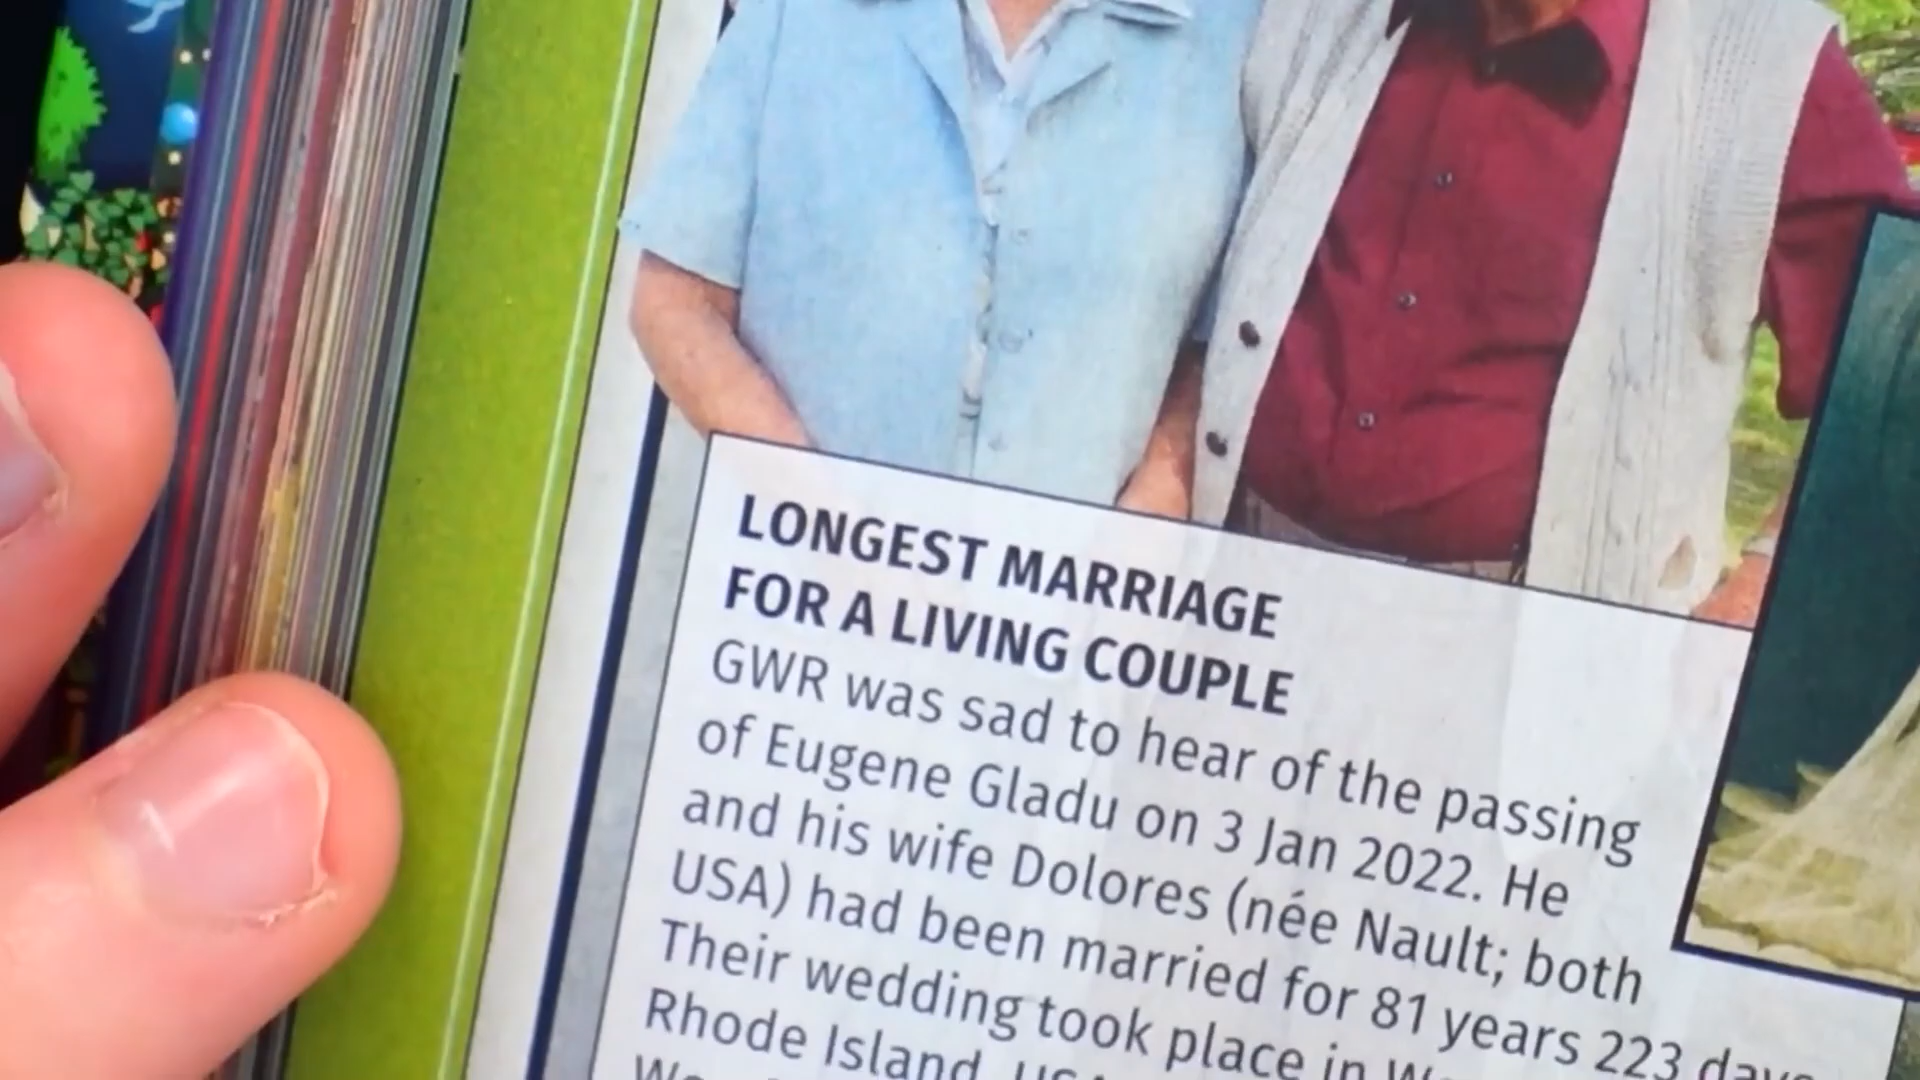 LONGEST MARRIAGE
FOR A LIVING COUPLE
GWR was sad to hear of the passing
of Eugene Gladu on 3 Jan 2022. He
and his wife Dolores (née Nault; both
USA) had been married for 81 years 223 days
Their wedding took place in
Rhode Island, USA